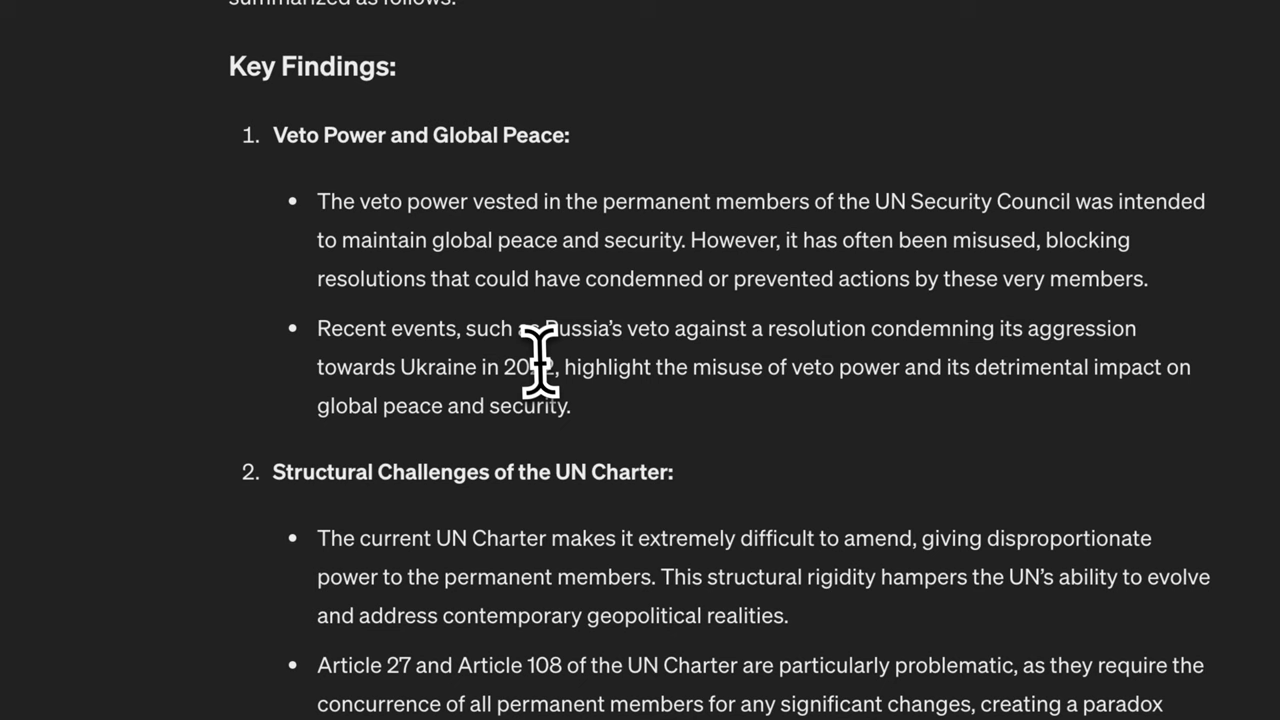 summarized as follows:
Key Findings:
1. Veto Power and Global Peace:
• The veto power vested in the permanent members of the UN Security Council was intended
to maintain global peace and security. However, it has often been misused, blocking
resolutions that could have condemned or prevented actions by these very members.
• Recent events, such as Russia's veto against a resolution condemning its aggression
towards Ukraine in 2022, highlight the misuse of veto power and its detrimental impact on
global peace and security.
2. Structural Challenges of the UN Charter:
• The current UN Charter makes it extremely difficult to amend, giving disproportionate
power to the permanent members. This structural rigidity hampers the UN's ability to evolve
and address contemporary geopolitical realities.
• Article 27 and Article 108 of the UN Charter are particularly problematic, as they require the
concurrence of all permanent members for any significant changes, creating a paradox